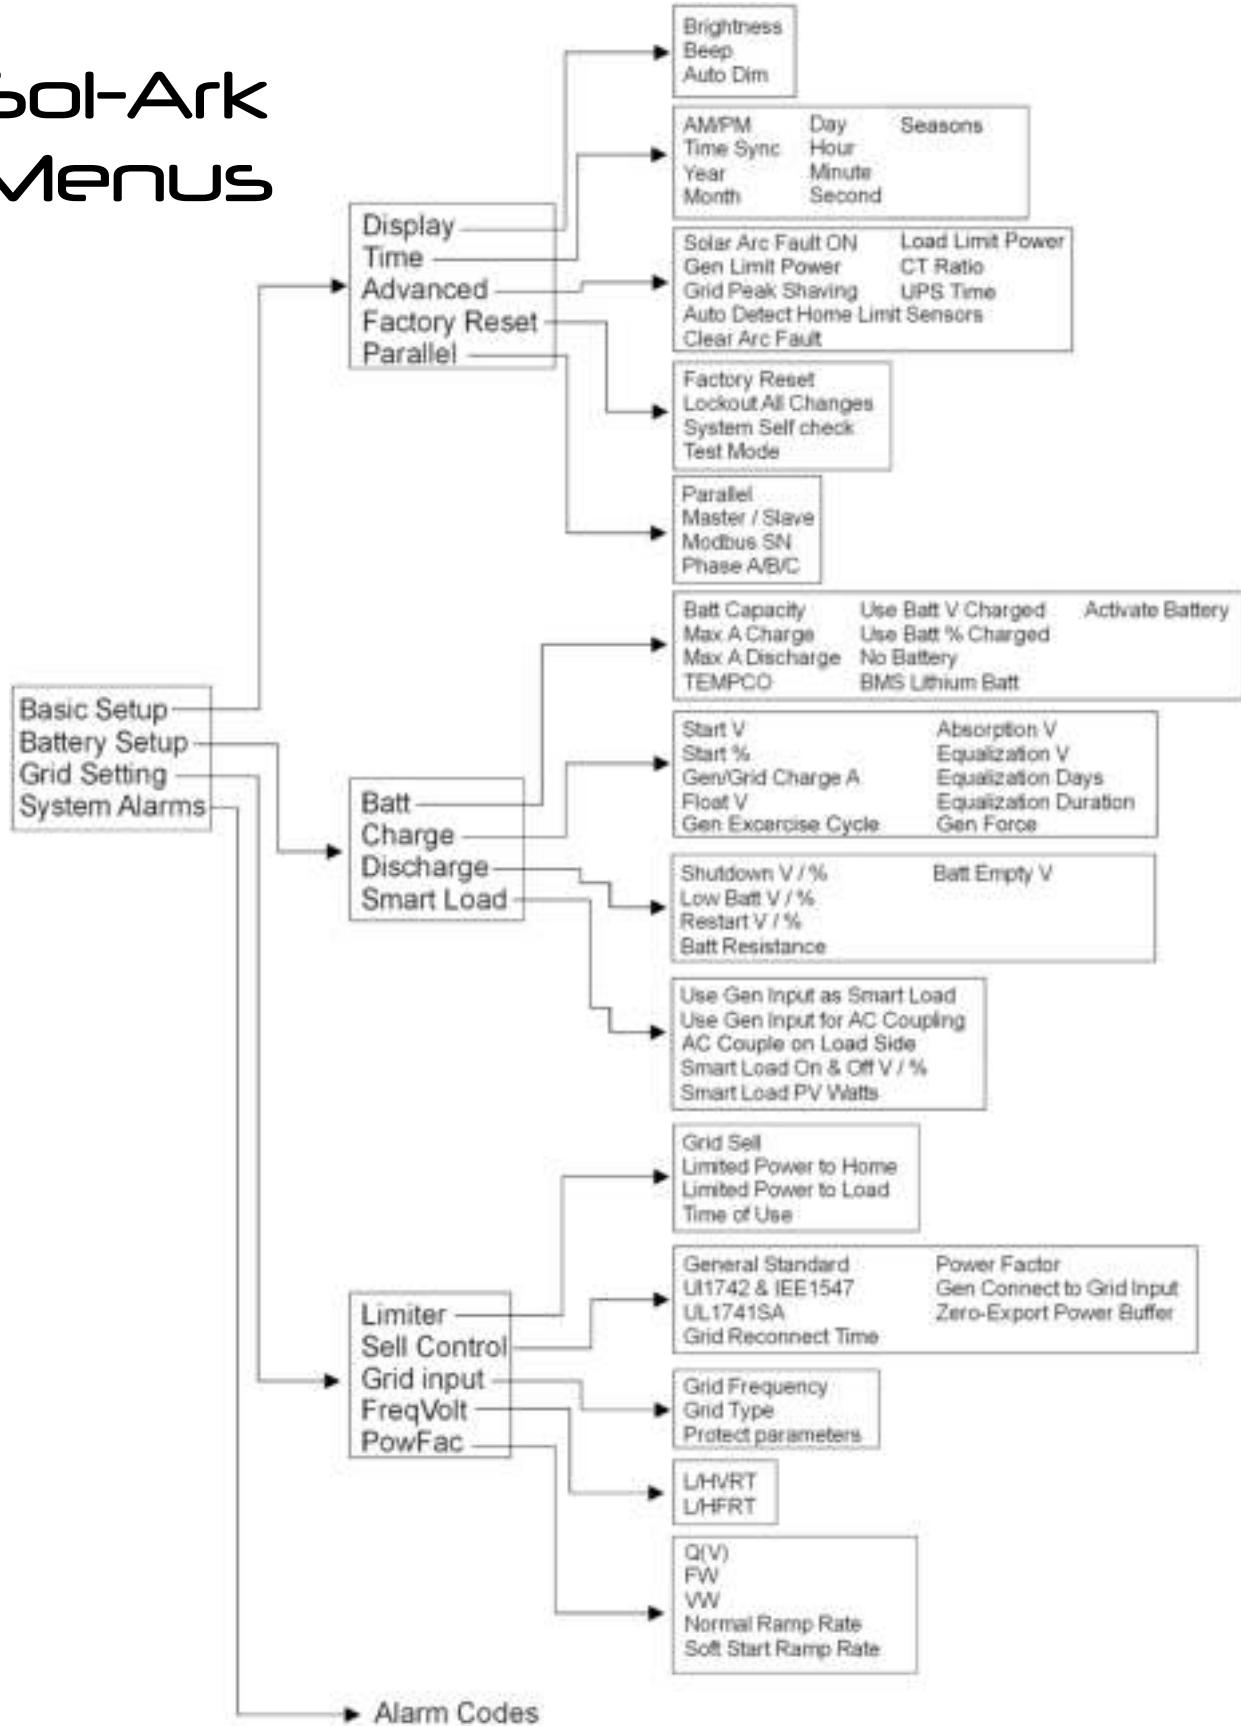 Sol-Ark
Menus
Brightness
Beep
Auto Dim
AM/PM Day Seasons
Time Sync Hour
Year Minute
Month Second
Display
Time
Advanced
Factory Reset
Parallel
Solar Arc Fault ON Load Limit Power
Gen Limit Power CT Ratio
Grid Peak Shaving UPS Time
Auto Detect Home Limit Sensors
Clear Arc Fault
Factory Reset
Lockout All Changes
System Self check
Test Mode
Parallel
Master / Slave
Modbus SN
Phase A/B/C
Basic Setup
Battery Setup
Grid Setting
System Alarms
Batt
Charge
Discharge
Smart Load
Batt Capacity Use Batt V Charged Activate Battery
Max A Charge Use Batt % Charged
Max A Discharge No Battery
TEMPCO BMS Lithium Batt
Start V Absorption V
Start % Equalization V
Gen/Grid Charge A Equalization Days
Float V Equalization Duration
Gen Excercise Cycle Gen Force
Shutdown V / % Batt Empty V
Low Batt V / %
Restart V / %
Batt Resistance
Use Gen Input as Smart Load
Use Gen Input for AC Coupling
AC Couple on Load Side
Smart Load On & Off V / %
Smart Load PV Watts
Limiter
Sell Control
Grid input
FreqVolt
PowFac
Grid Sell
Limited Power to Home
Limited Power to Load
Time of Use
General Standard Power Factor
Ul1742 & IEE1547 Gen Connect to Grid Input
UL1741SA Zero-Export Power Buffer
Grid Reconnect Time
Grid Frequency
Grid Type
Protect parameters
L/HVRT
L/HFRT
Q(V)
FW
VW
Normal Ramp Rate
Soft Start Ramp Rate
Alarm Codes